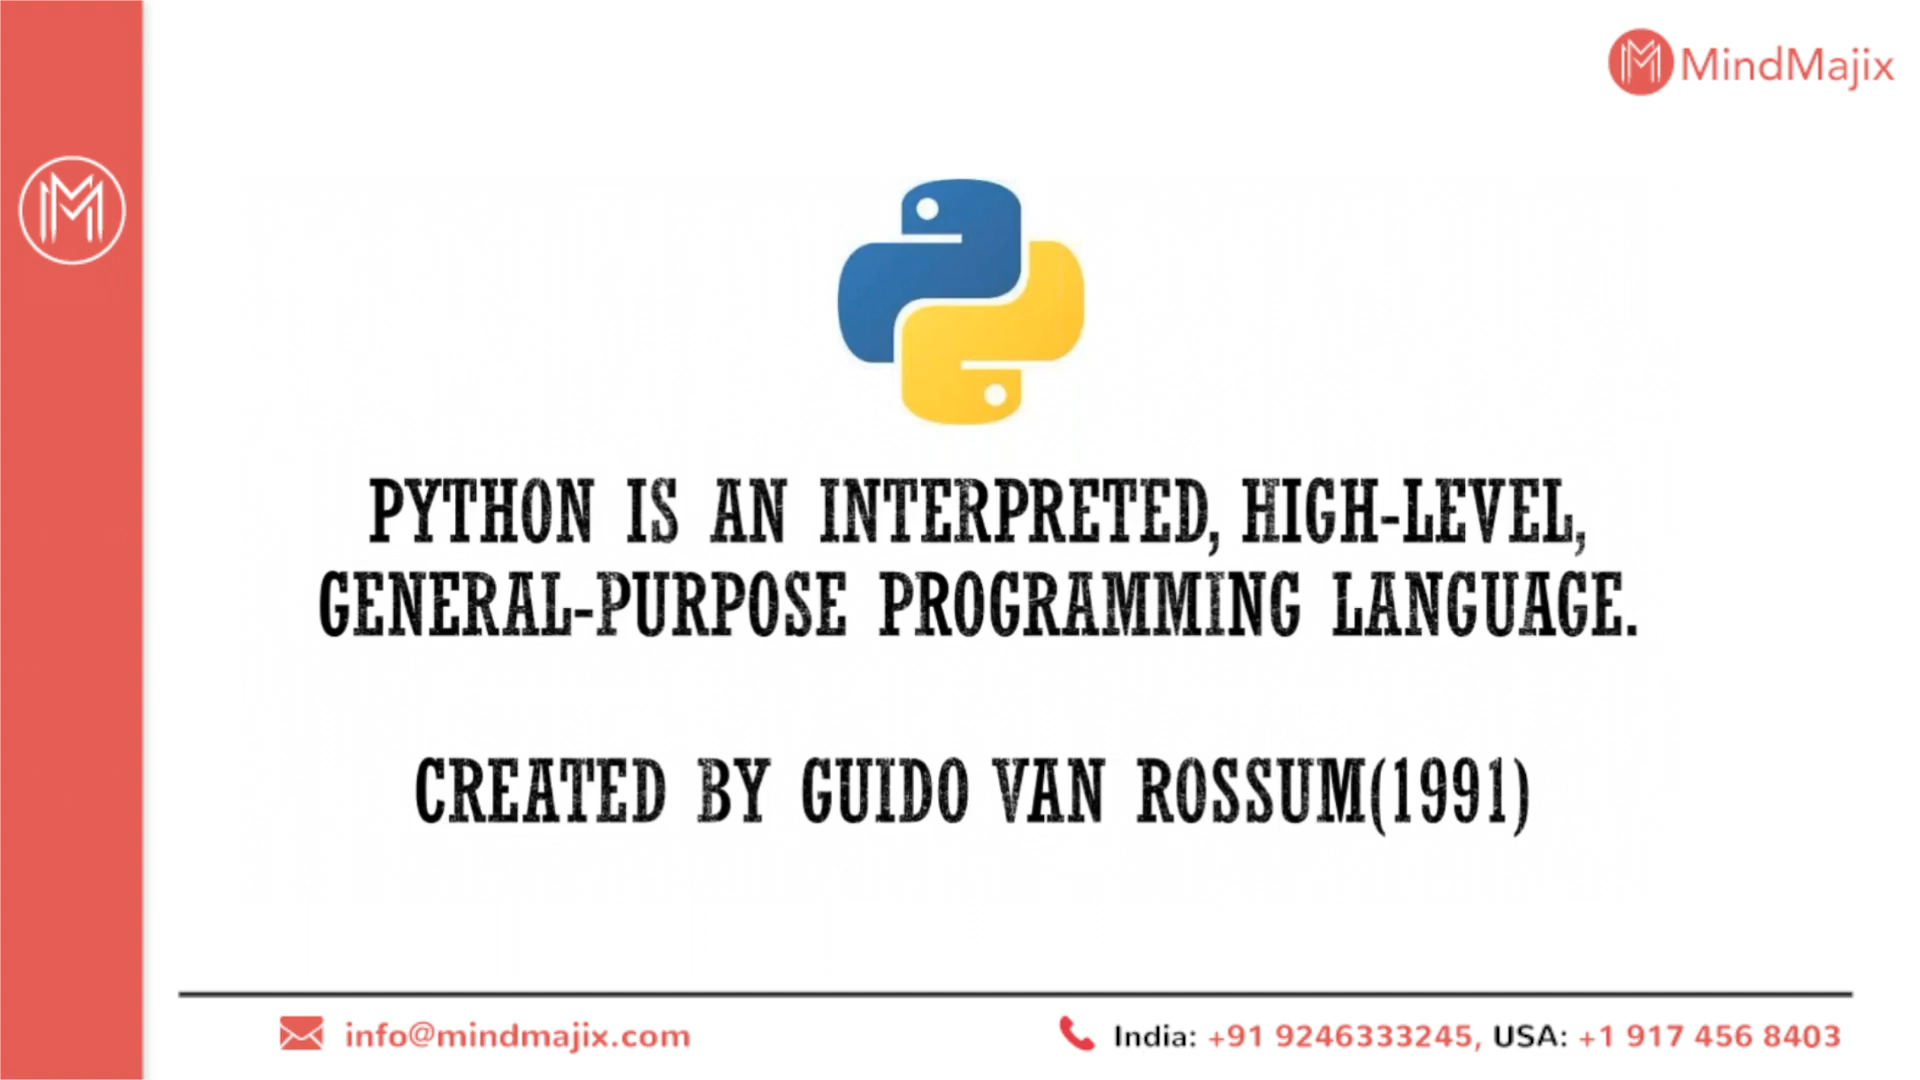 MindMajix
PYTHON IS AN INTERPRETED, HIGH-LEVEL,
GENERAL-PURPOSE PROGRAMMING LANGUAGE.
CREATED BY GUIDO VAN ROSSUM(1991)
info@mindmajix.com
India: +91 9246333245, USA: +1 917 456 8403